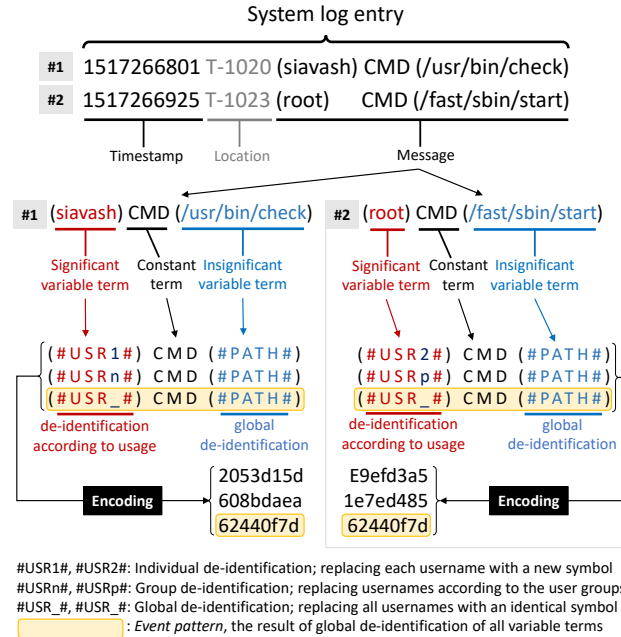 System log entry
#1 1517266801 T-1020 (siavash) CMD (/usr/bin/check)
#2 1517266925 T-1023 (root) CMD (/fast/sbin/start)
Timestamp Location Message
#1 (siavash) CMD (/usr/bin/check)
Significant variable term
Constant term
Insignificant variable term
(#USR1#) CMD (#PATH#)
(#USRn#) CMD (#PATH#)
(#USR_#) CMD (#PATH#)
de-identification according to usage
global de-identification
Encoding
2053d15d
608bdaea
62440f7d
#2 (root) CMD (/fast/sbin/start)
Significant variable term
Constant term
Insignificant variable term
(#USR2#) CMD (#PATH#)
(#USRp#) CMD (#PATH#)
(#USR_#) CMD (#PATH#)
de-identification according to usage
global de-identification
E9efd3a5
1e7ed485
62440f7d
Encoding
#USR1#, #USR2#: Individual de-identification; replacing each username with a new symbol
#USRn#, #USRp#: Group de-identification; replacing usernames according to the user groups
#USR_#, #USR_#: Global de-identification; replacing all usernames with an identical symbol
: Event pattern, the result of global de-identification of all variable terms